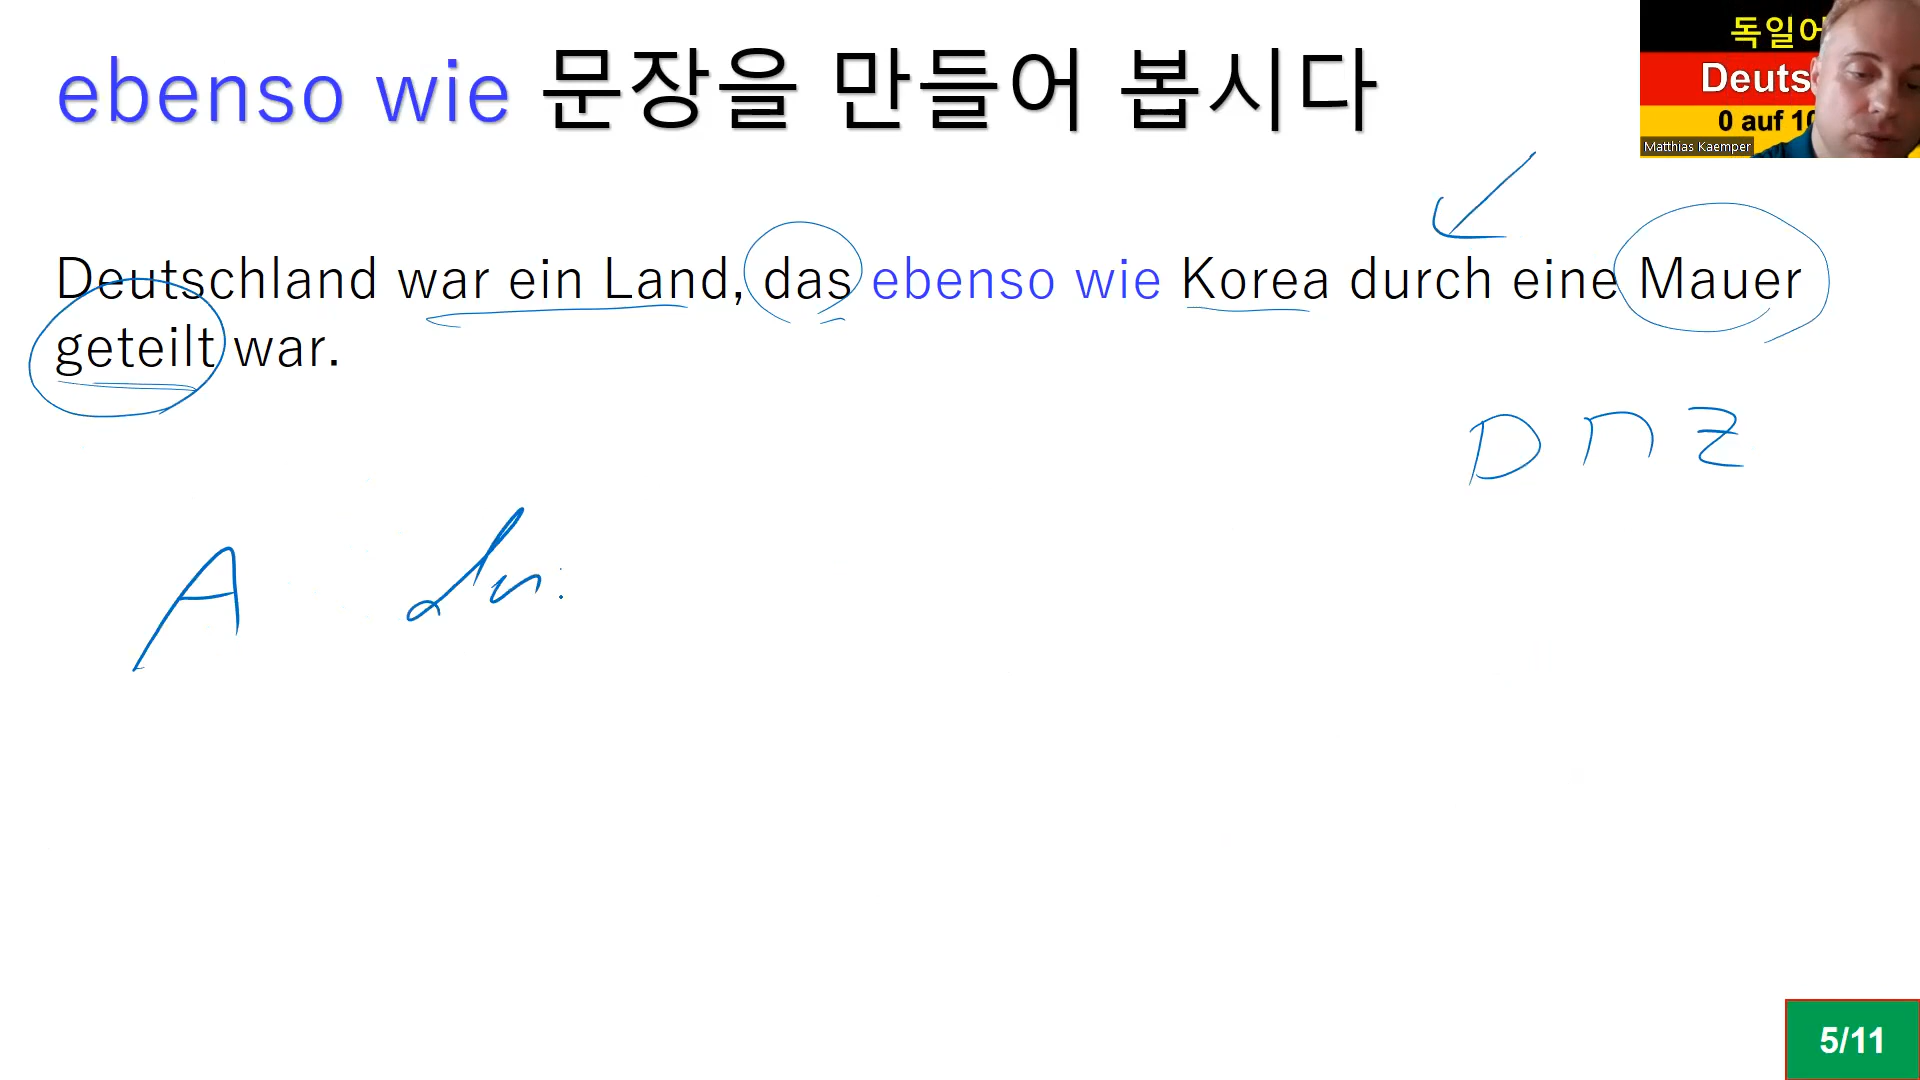 ebenso wie 문장을 만들어 봅시다
독일어
Deuts
0 auf 10
Matthias Kaemper
Deutschland war ein Land, das ebenso wie Korea durch eine Mauer
geteilt war.
DMZ
A
5/11